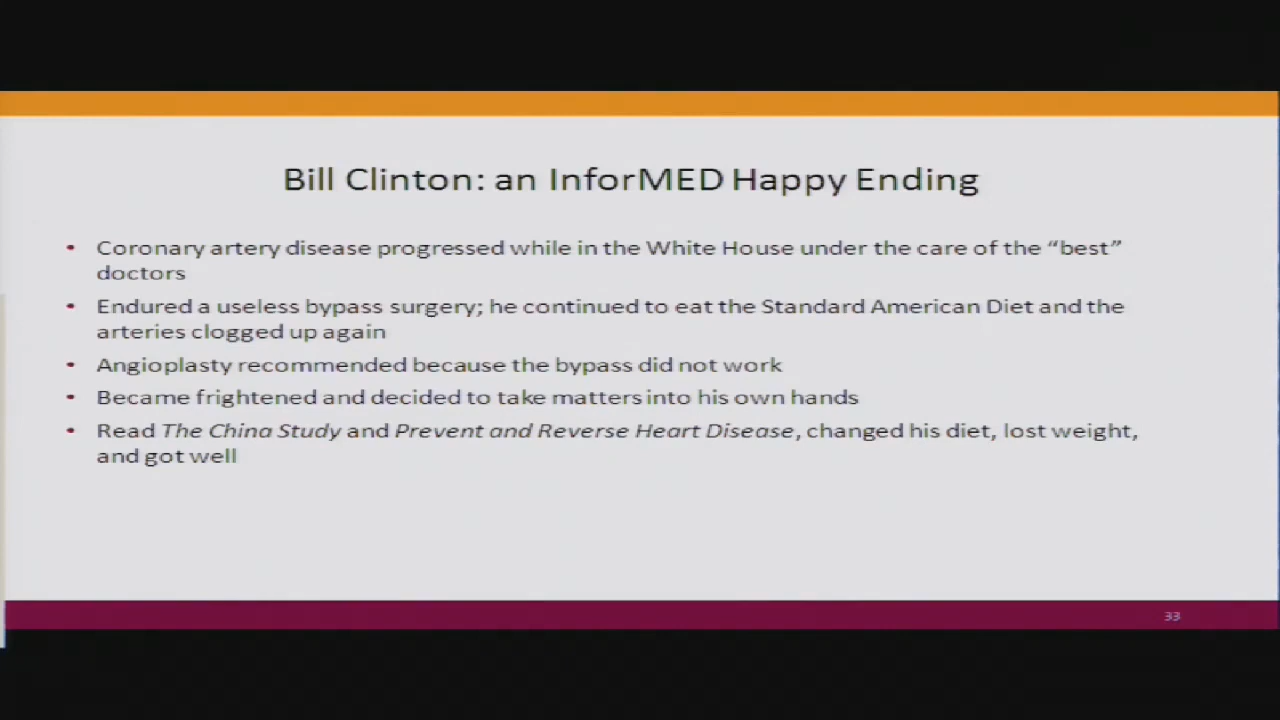 Bill Clinton: an InforMED Happy Ending
• Coronary artery disease progressed while in the White House under the care of the “best”
doctors
• Endured a useless bypass surgery; he continued to eat the Standard American Diet and the
arteries clogged up again
• Angioplasty recommended because the bypass did not work
• Became frightened and decided to take matters into his own hands
• Read The China Study and Prevent and Reverse Heart Disease, changed his diet, lost weight,
and got well
33